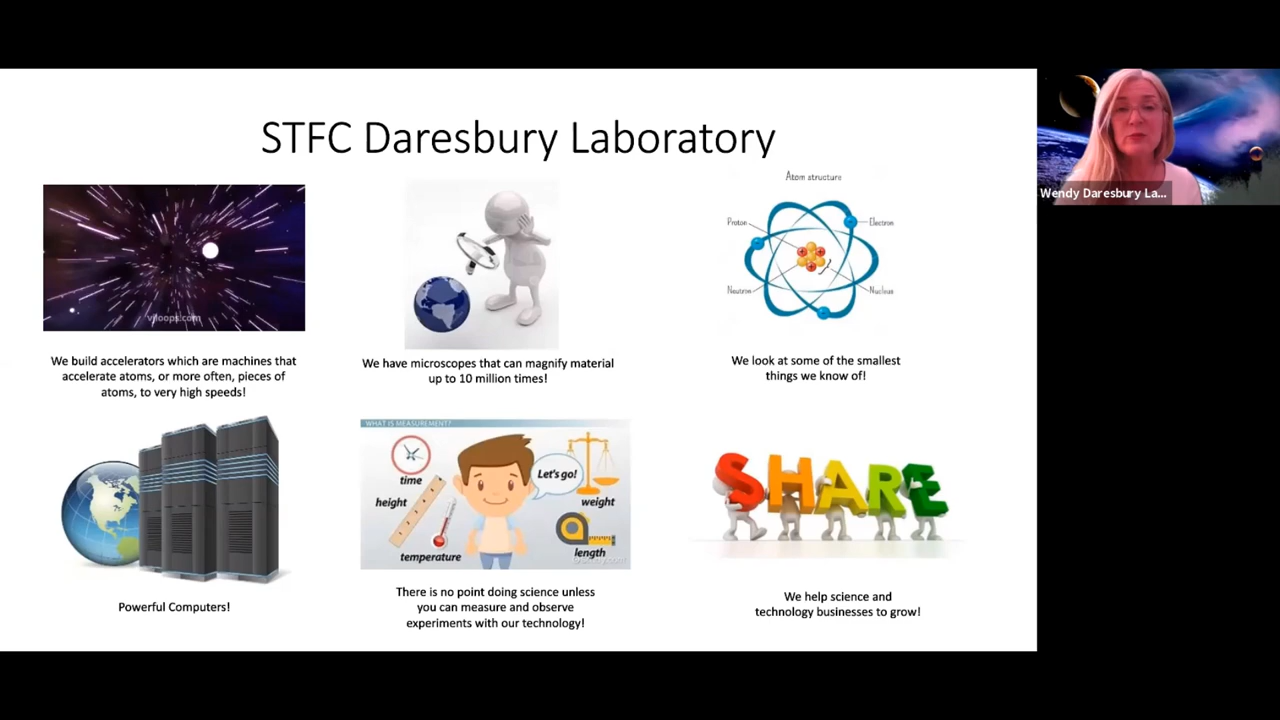 STFC Daresbury Laboratory
Wendy Daresbury La...
viloops.com
Atom structure
Proton
Electron
Neutron
Nucleus
We build accelerators which are machines that
accelerate atoms, or more often, pieces of
atoms, to very high speeds!
We have microscopes that can magnify material
up to 10 million times!
We look at some of the smallest
things we know of!
WHAT IS MEASUREMENT?
time
height
temperature
Let's go!
weight
length
SHARE
Powerful Computers!
There is no point doing science unless
you can measure and observe
experiments with our technology!
We help science and
technology businesses to grow!